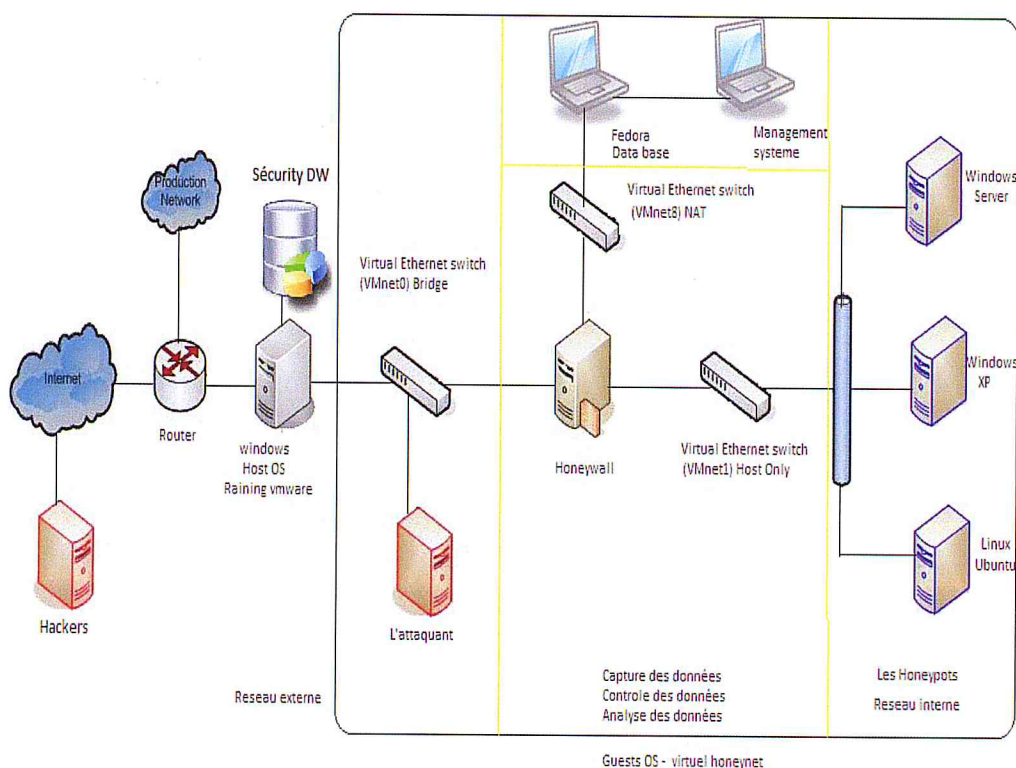 Fedora
Data base
Management
systeme
Windows
Server
Production
Network
Sécurity DW
Virtual Ethernet switch
(VMnet8) NAT
Virtual Ethernet switch
(VMnet0) Bridge
Internet
Windows
XP
Router
windows
Host OS
Raining vmware
Honeywall
Virtual Ethernet switch
(VMnet1) Host Only
Linux
Ubuntu
Hackers
L'attaquant
Reseau externe
Capture des données
Controle des données
Analyse des données
Les Honeypots
Reseau interne
Guests OS - virtuel honeynet